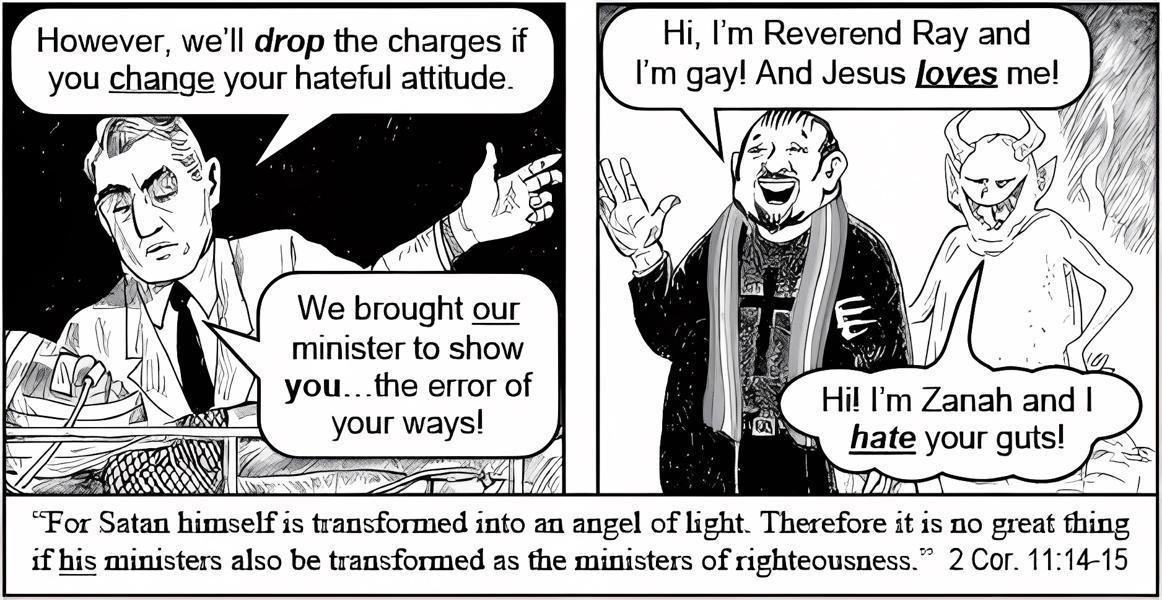 However, we'll drop the charges if
you change your hateful attitude.
We brought our
minister to show
you...the error of
your ways!
Hi, I'm Reverend Ray and
I'm gay! And Jesus loves me!
Hi! I'm Zanah and I
hate your guts!
“For Satan himself is transformed into an angel of light. Therefore it is no great thing
if his ministers also be transformed as the ministers of righteousness.” 2 Cor. 11:14-15